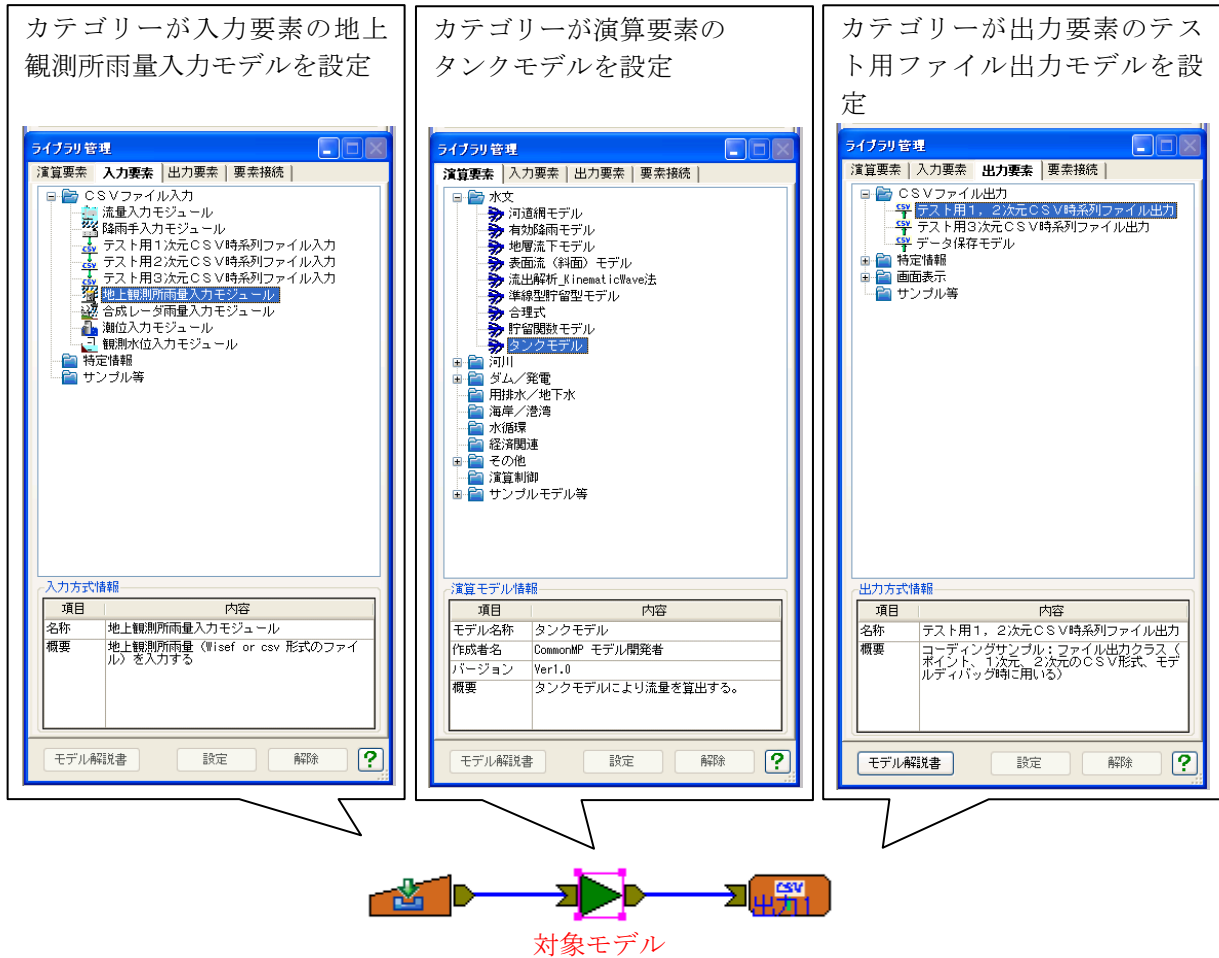 カテゴリーが入力要素の地上
観測所雨量入力モデルを設定
ライブラリ管理
演算要素 入力要素 出力要素 要素接続
CSVファイル入力
流量入力モジュール
降雨手入力モジュール
テスト用1次元CSV時系列ファイル入力
テスト用2次元CSV時系列ファイル入力
テスト用3次元CSV時系列ファイル入力
地上観測所雨量入力モジュール
合成レーダ雨量入力モジュール
潮位入力モジュール
観測水位入力モジュール
特定情報
サンプル等
入力方式情報
項目 内容
名称 地上観測所雨量入力モジュール
概要 地上観測所雨量（Wisef or csv 形式のファイ
ル）を入力する
モデル解説書 設定 解除 ?
カテゴリーが演算要素の
タンクモデルを設定
ライブラリ管理
演算要素 入力要素 出力要素 要素接続
水文
河道網モデル
有効降雨モデル
地層流下モデル
表面流（斜面）モデル
流出解析_KinematicWave法
準線型貯留型モデル
合理式
貯留関数モデル
タンクモデル
河川
ダム／発電
用排水／地下水
海岸／港湾
水循環
経済関連
その他
演算制御
サンプルモデル等
演算モデル情報
項目 内容
モデル名称 タンクモデル
作成者名 CommonMP モデル開発者
バージョン Ver1.0
概要 タンクモデルにより流量を算出する。
モデル解説書 設定 解除 ?
カテゴリーが出力要素のテス
ト用ファイル出力モデルを設
定
ライブラリ管理
演算要素 入力要素 出力要素 要素接続
CSVファイル出力
テスト用1，2次元CSV時系列ファイル出力
テスト用3次元CSV時系列ファイル出力
データ保存モデル
特定情報
画面表示
サンプル等
出力方式情報
項目 内容
名称 テスト用1，2次元CSV時系列ファイル出力
概要 コーディングサンプル：ファイル出力クラス（
ポイント、1次元、2次元のCSV形式、モデ
ルディバッグ時に用いる）
モデル解説書 設定 解除 ?
CSV
出力1
対象モデル